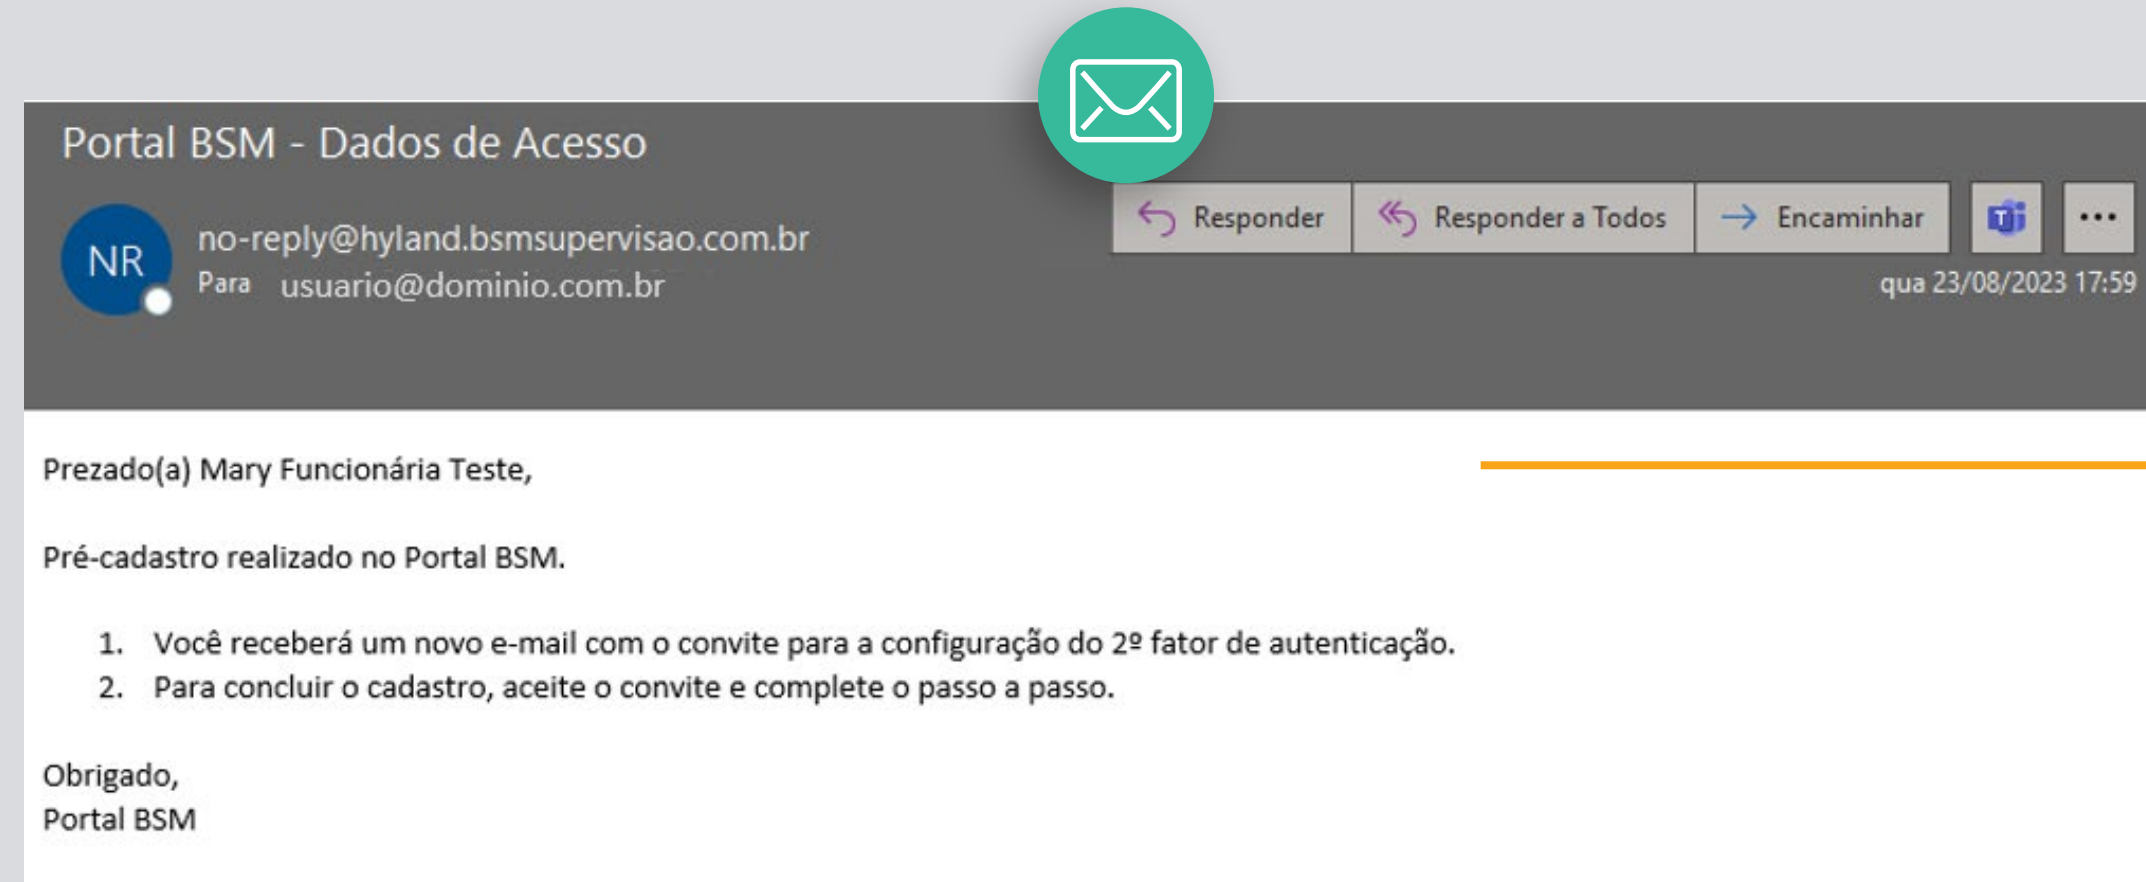 Portal BSM - Dados de Acesso
NR
no-reply@hyland.bsmsupervisao.com.br
Para usuario@dominio.com.br
Responder
Responder a Todos
Encaminhar
qua 23/08/2023 17:59
Prezado(a) Mary Funcionária Teste,
Pré-cadastro realizado no Portal BSM.
1. Você receberá um novo e-mail com o convite para a configuração do 2º fator de autenticação.
2. Para concluir o cadastro, aceite o convite e complete o passo a passo.
Obrigado,
Portal BSM